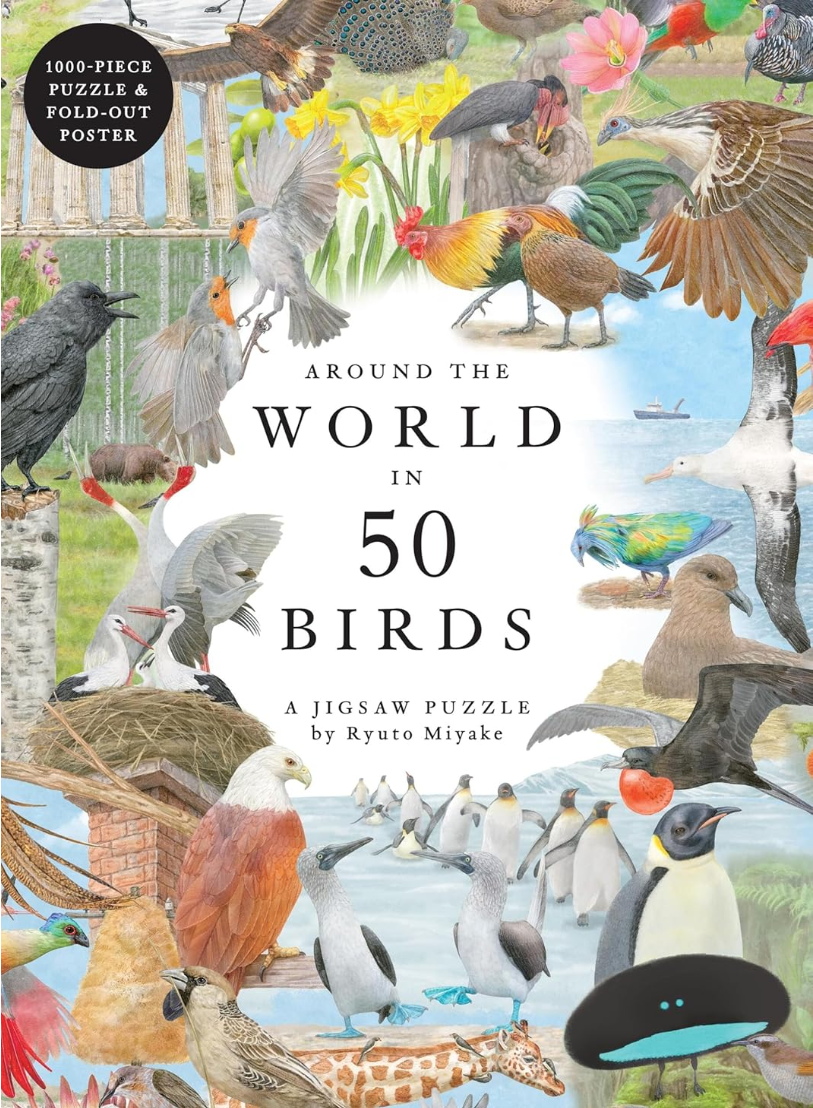 1000-PIECE
PUZZLE &
FOLD-OUT
POSTER
AROUND THE
WORLD
IN
50
BIRDS
A JIGSAW PUZZLE
by Ryuto Miyake